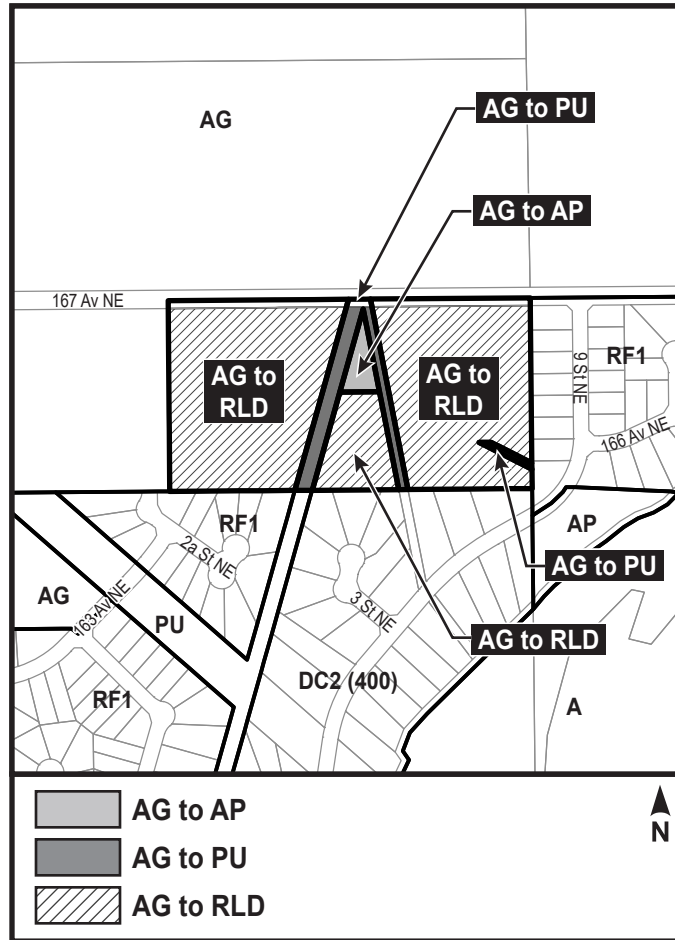 AG to PU
AG
AG to AP
167 Av NE
AG to
RLD
AG to
RLD
9 St NE
RF1
166 Av NE
RF1
2a St NE
AP
AG to PU
AG
163 Av NE
PU
3 St NE
AG to RLD
DC2 (400)
RF1
A
AG to AP
AG to PU
AG to RLD
N